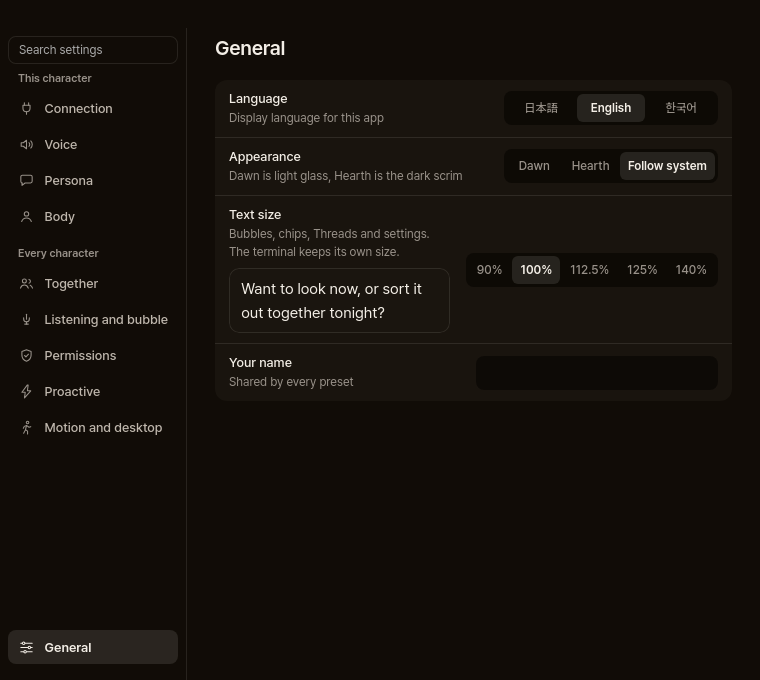 Search settings
This character
Connection
Voice
Persona
Body
Every character
Together
Listening and bubble
Permissions
Proactive
Motion and desktop
General
General
Language
Display language for this app
日本語 English 한국어
Appearance
Dawn is light glass, Hearth is the dark scrim
Dawn Hearth Follow system
Text size
Bubbles, chips, Threads and settings.
The terminal keeps its own size.
Want to look now, or sort it
out together tonight?
90% 100% 112.5% 125% 140%
Your name
Shared by every preset